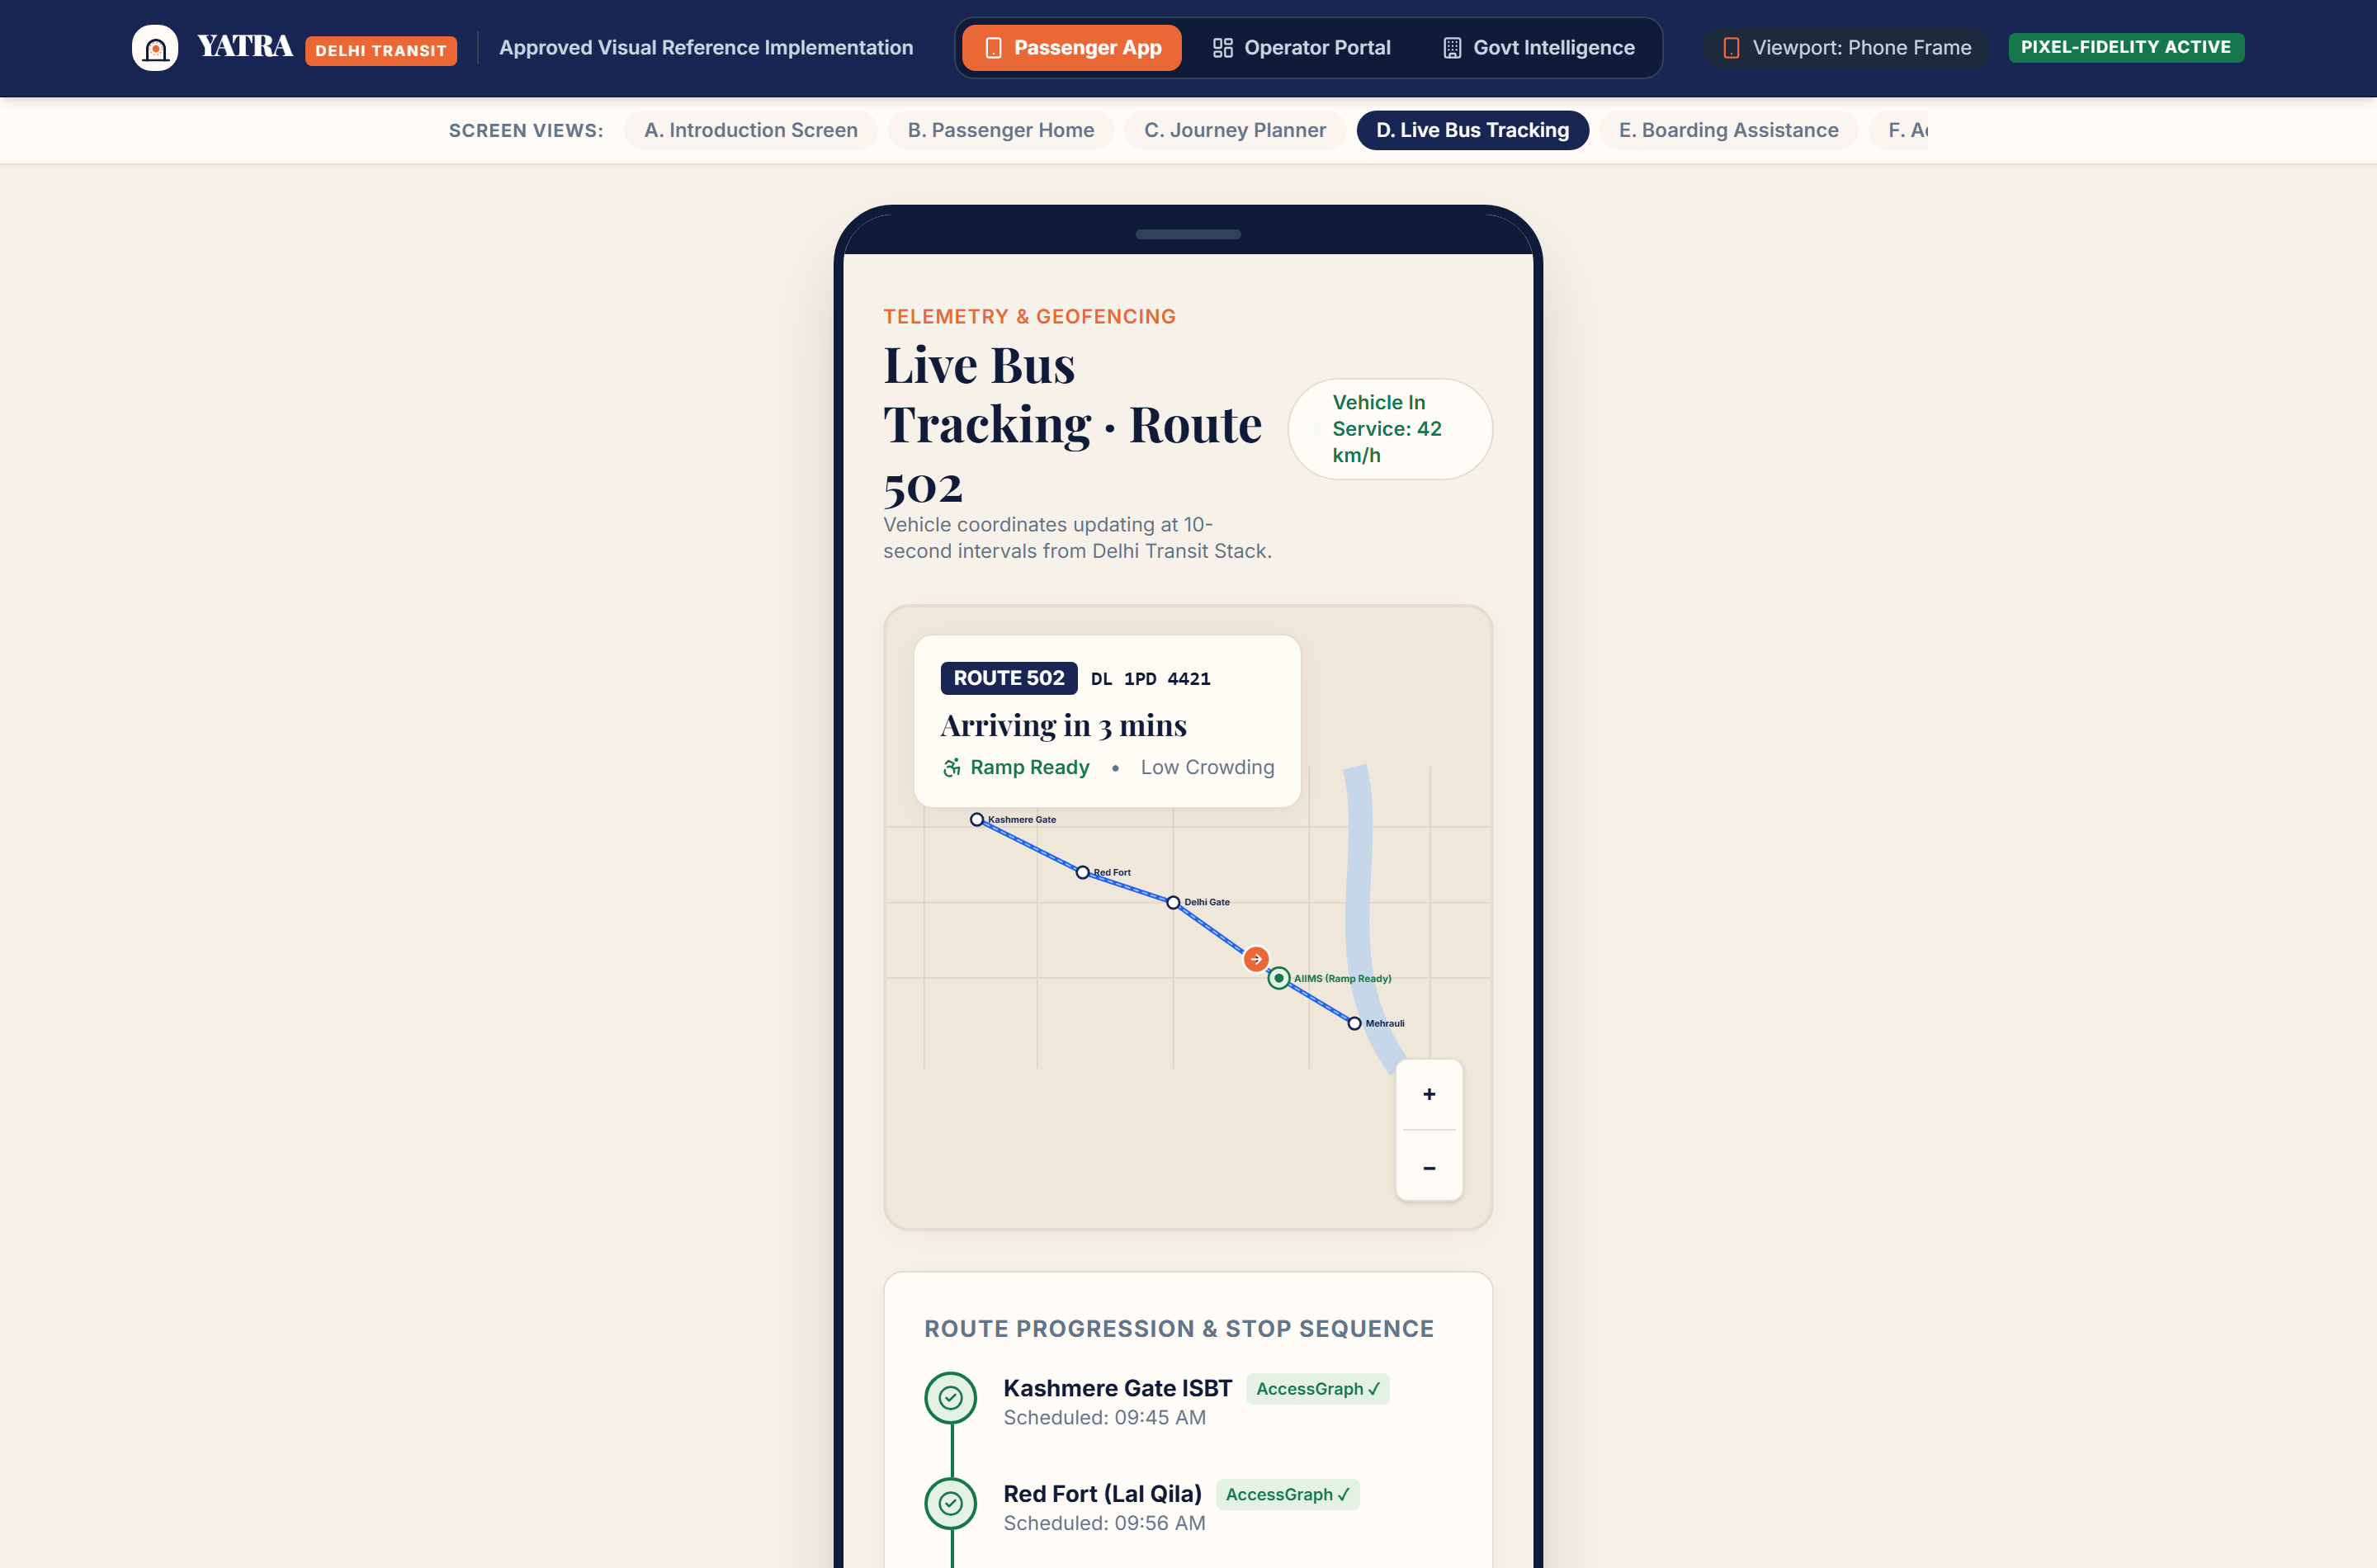 YATRA DELHI TRANSIT Approved Visual Reference Implementation Passenger App Operator Portal Govt Intelligence Viewport: Phone Frame PIXEL-FIDELITY ACTIVE
SCREEN VIEWS: A. Introduction Screen B. Passenger Home C. Journey Planner D. Live Bus Tracking E. Boarding Assistance F.
TELEMETRY & GEOFENCING
Live Bus
Tracking · Route
502
Vehicle In
Service: 42
km/h
Vehicle coordinates updating at 10-
second intervals from Delhi Transit Stack.
ROUTE 502 DL 1PD 4421
Arriving in 3 mins
Ramp Ready • Low Crowding
Kashmere Gate
Red Fort
Delhi Gate
AIIMS (Ramp Ready)
Mehrauli
+
−
ROUTE PROGRESSION & STOP SEQUENCE
Kashmere Gate ISBT AccessGraph ✓
Scheduled: 09:45 AM
Red Fort (Lal Qila) AccessGraph ✓
Scheduled: 09:56 AM